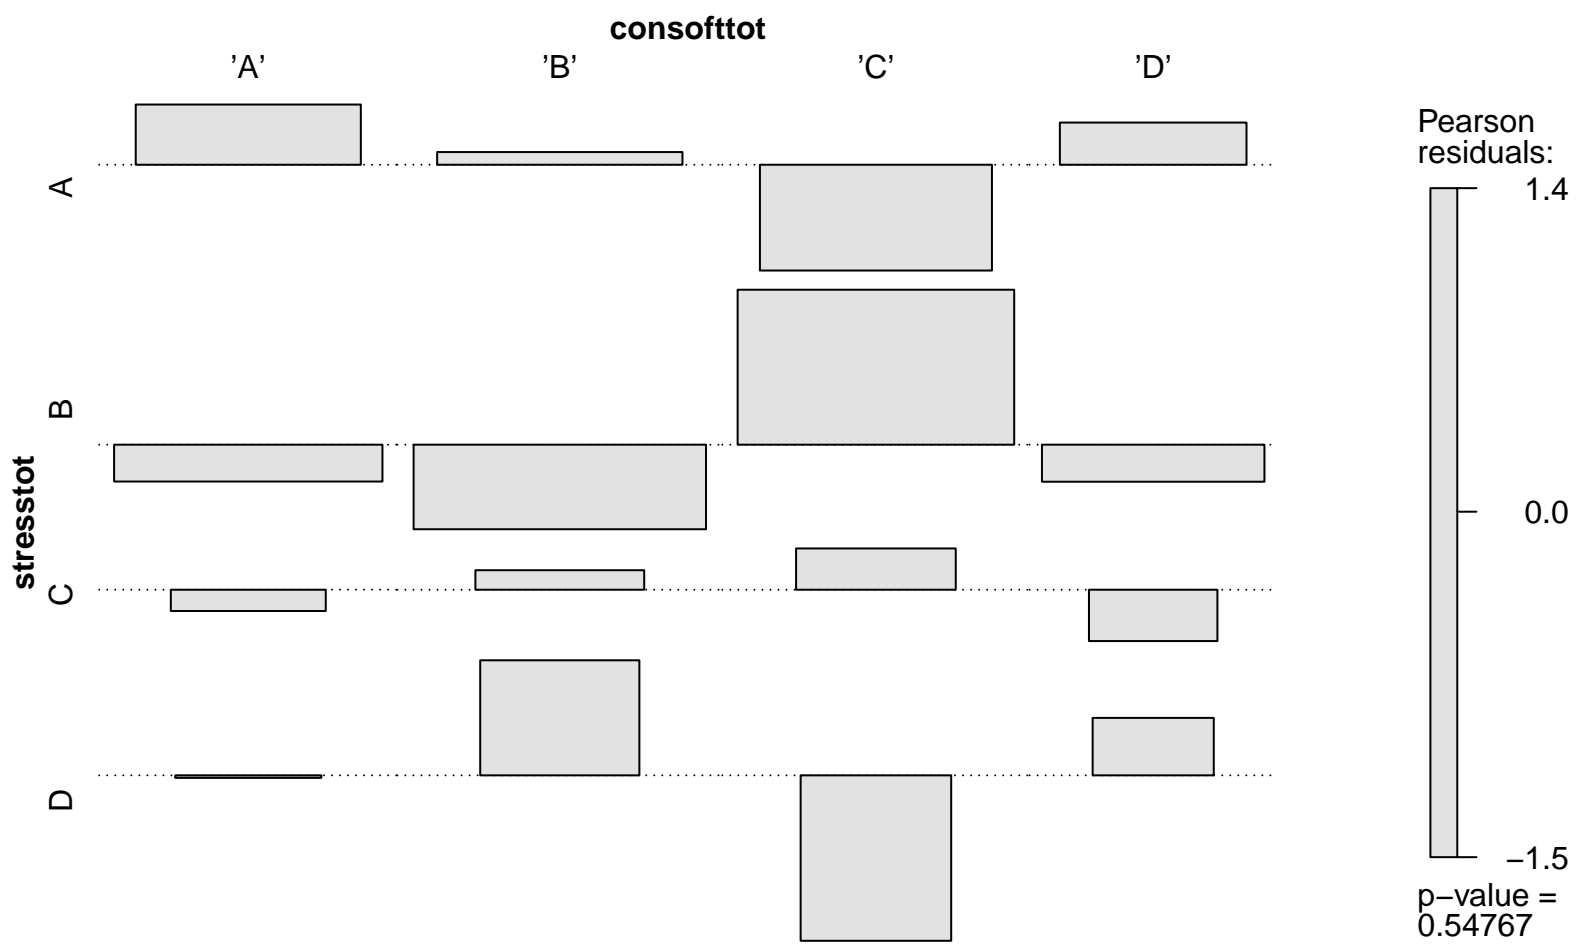 consofttot
’A’ ’B’ ’C’ ’D’
stresstot
A
B
C
D
Pearson
residuals:
1.4
0.0
−1.5
p−value =
0.54767